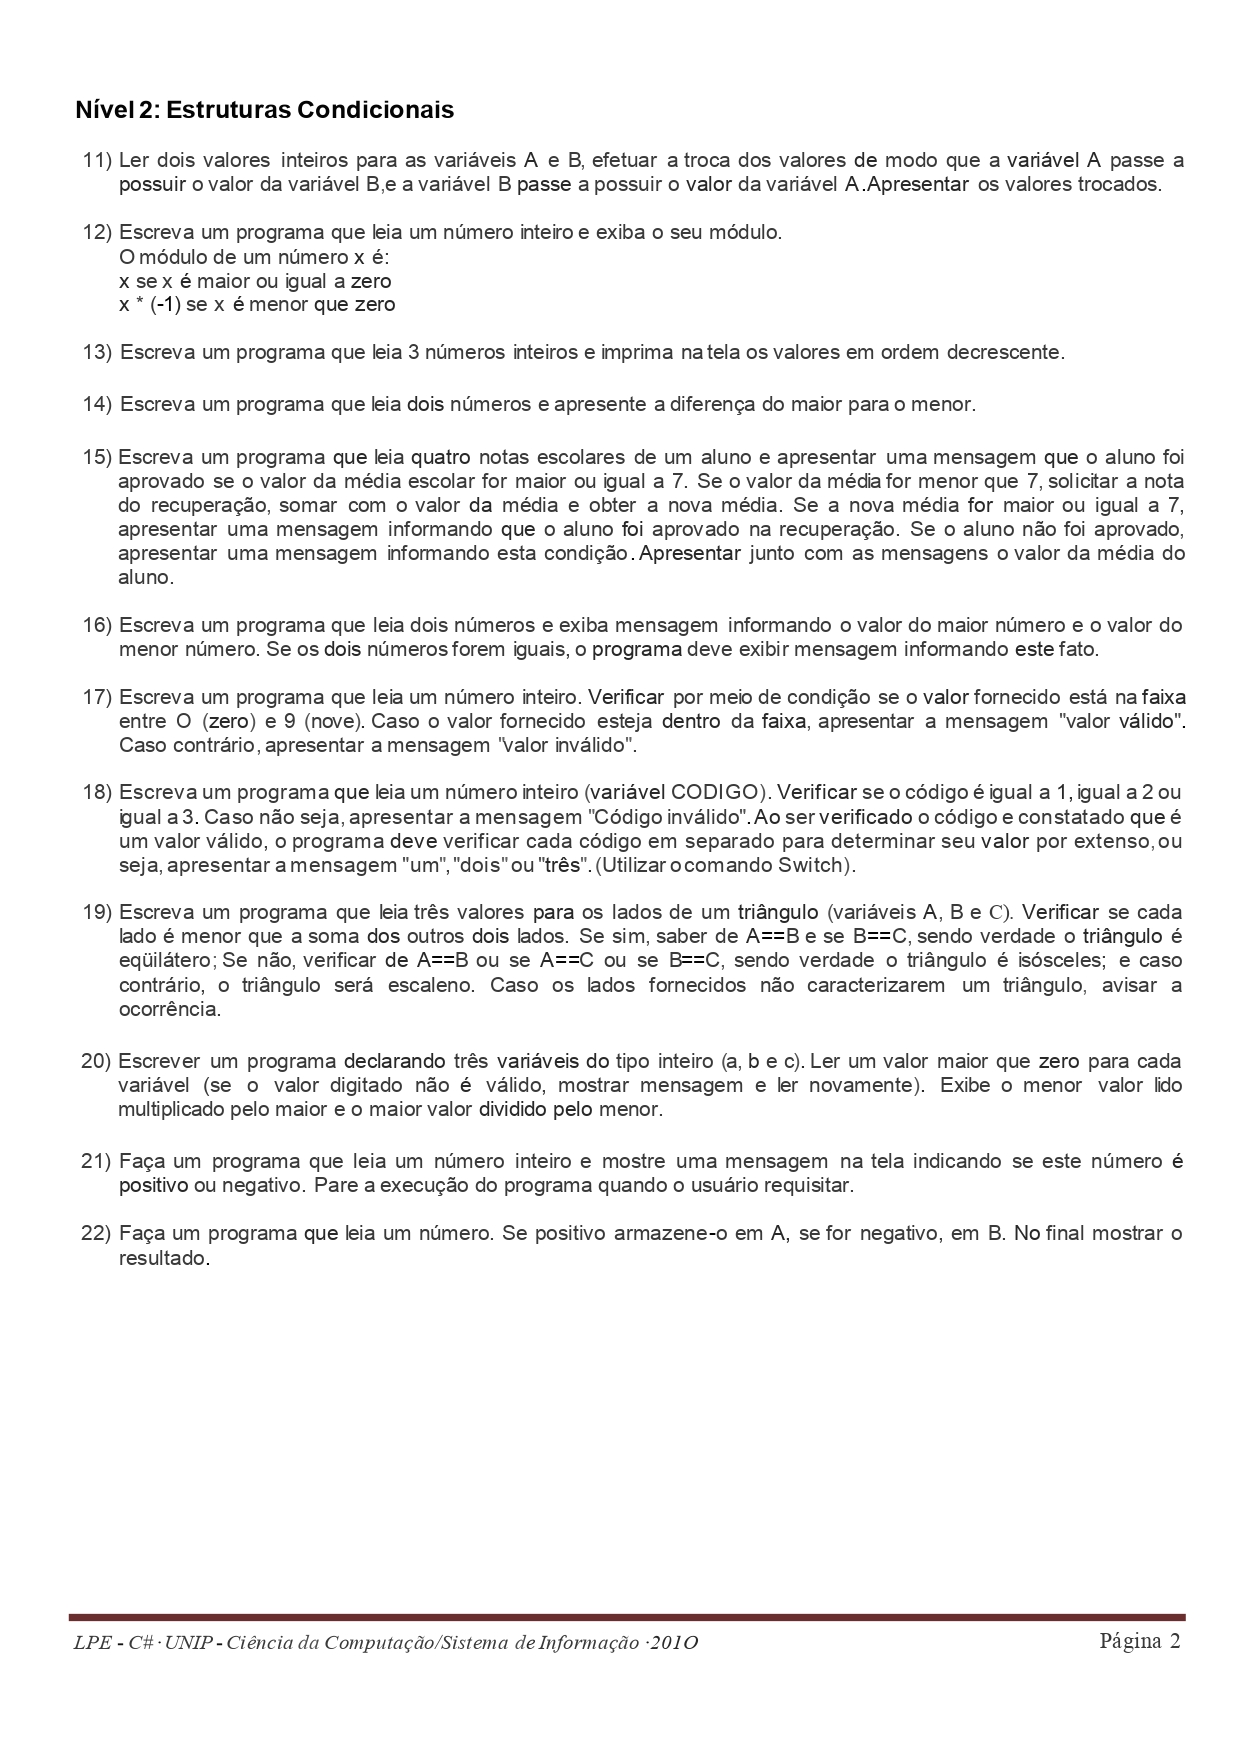 Nível 2: Estruturas Condicionais
11) Ler dois valores inteiros para as variáveis A e B, efetuar a troca dos valores de modo que a variável A passe a
possuir o valor da variável B,e a variável B passe a possuir o valor da variável A.Apresentar os valores trocados.
12) Escreva um programa que leia um número inteiro e exiba o seu módulo.
O módulo de um número x é:
x se x é maior ou igual a zero
x * (-1) se x é menor que zero
13) Escreva um programa que leia 3 números inteiros e imprima na tela os valores em ordem decrescente.
14) Escreva um programa que leia dois números e apresente a diferença do maior para o menor.
15) Escreva um programa que leia quatro notas escolares de um aluno e apresentar uma mensagem que o aluno foi
aprovado se o valor da média escolar for maior ou igual a 7. Se o valor da média for menor que 7, solicitar a nota
do recuperação, somar com o valor da média e obter a nova média. Se a nova média for maior ou igual a 7,
apresentar uma mensagem informando que o aluno foi aprovado na recuperação. Se o aluno não foi aprovado,
apresentar uma mensagem informando esta condição. Apresentar junto com as mensagens o valor da média do
aluno.
16) Escreva um programa que leia dois números e exiba mensagem informando o valor do maior número e o valor do
menor número. Se os dois números forem iguais, o programa deve exibir mensagem informando este fato.
17) Escreva um programa que leia um número inteiro. Verificar por meio de condição se o valor fornecido está na faixa
entre O (zero) e 9 (nove). Caso o valor fornecido esteja dentro da faixa, apresentar a mensagem "valor válido".
Caso contrário, apresentar a mensagem "valor inválido".
18) Escreva um programa que leia um número inteiro (variável CODIGO). Verificar se o código é igual a 1, igual a 2 ou
igual a 3. Caso não seja, apresentar a mensagem "Código inválido". Ao ser verificado o código e constatado que é
um valor válido, o programa deve verificar cada código em separado para determinar seu valor por extenso, ou
seja, apresentar a mensagem "um", "dois" ou "três". (Utilizar o comando Switch).
19) Escreva um programa que leia três valores para os lados de um triângulo (variáveis A, B e C). Verificar se cada
lado é menor que a soma dos outros dois lados. Se sim, saber de A==B e se B==C, sendo verdade o triângulo é
eqüilátero; Se não, verificar de A==B ou se A==C ou se B==C, sendo verdade o triângulo é isósceles; e caso
contrário, o triângulo será escaleno. Caso os lados fornecidos não caracterizarem um triângulo, avisar a
ocorrência.
20) Escrever um programa declarando três variáveis do tipo inteiro (a, b e c). Ler um valor maior que zero para cada
variável (se o valor digitado não é válido, mostrar mensagem e ler novamente). Exibe o menor valor lido
multiplicado pelo maior e o maior valor dividido pelo menor.
21) Faça um programa que leia um número inteiro e mostre uma mensagem na tela indicando se este número é
positivo ou negativo. Pare a execução do programa quando o usuário requisitar.
22) Faça um programa que leia um número. Se positivo armazene-o em A, se for negativo, em B. No final mostrar o
resultado.
LPE - C# · UNIP - Ciência da Computação/Sistema de Informação ·201O
Página 2